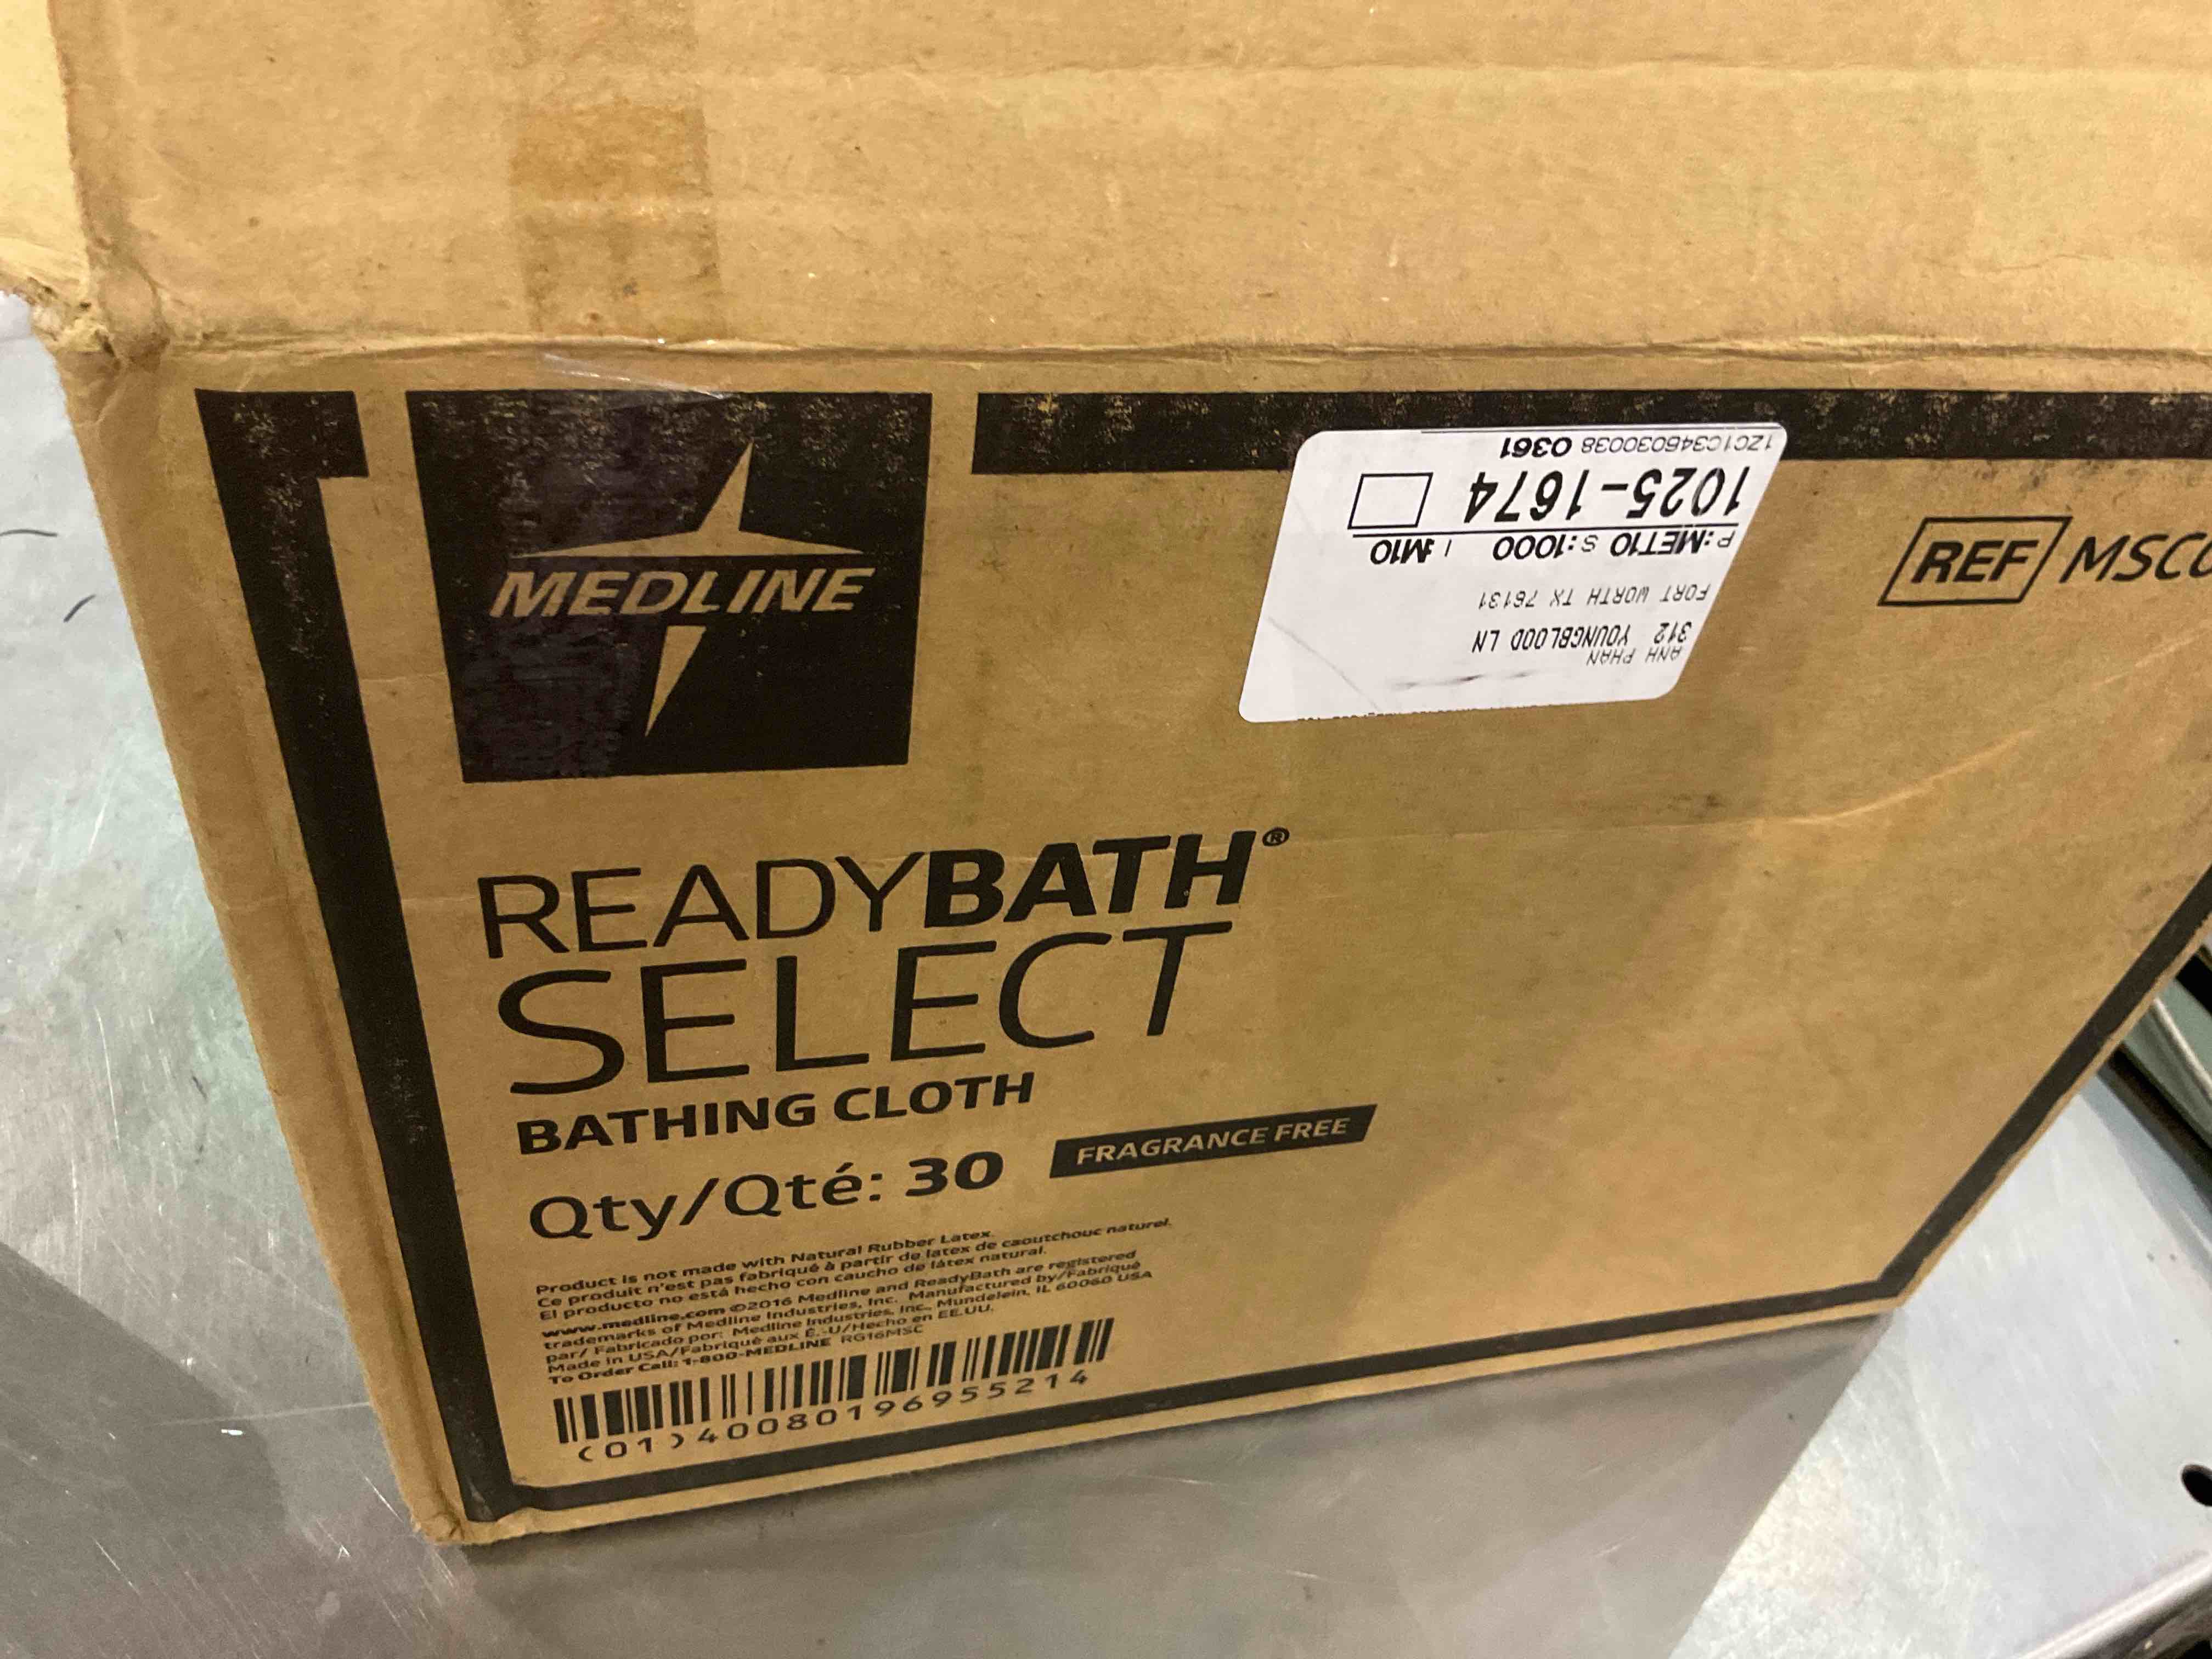 MEDLINE
REF MSC
READYBATH®
SELECT
BATHING CLOTH
Qty/Qté: 30
FRAGRANCE FREE
Product is not made with Natural Rubber Latex.
Ce produit n'est pas fabriqué à partir de latex de caoutchouc naturel.
El producto no está hecho con caucho de látex natural.
www.medline.com ©2016 Medline and ReadyBath are registered
trademarks of Medline Industries, Inc. Manufactured by/Fabriqué
par/ Fabricado por: Medline Industries, Inc., Mundelein, IL 60060 USA
Made in USA/Fabriqué aux É.-U/Hecho en EE.UU.
To Order Call: 1-800-MEDLINE RG16MSC
(01)40080196955214
ANH PHAN
312 YOUNGBLOOD LN
FORT WORTH TX 76131
P:MET10 S:1000 I:M10
1025-1674
1ZC1C346030038 0361